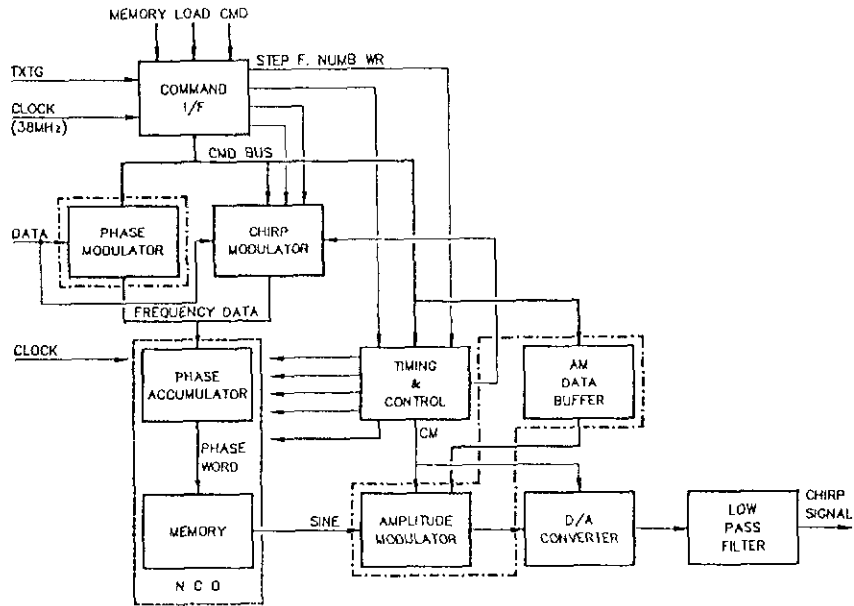 MEMORY LOAD CMD
STEP F. NUMB WR
TXTG
COMMAND
I/F
CLOCK
(38MHz)
CMD BUS
DATA
PHASE
MODULATOR
CHIRP
MODULATOR
FREQUENCY DATA
CLOCK
PHASE
ACCUMULATOR
TIMING
&
CONTROL
AM
DATA
BUFFER
CM
PHASE
WORD
MEMORY
SINE
AMPLITUDE
MODULATOR
D/A
CONVERTER
LOW
PASS
FILTER
CHIRP
SIGNAL
N C O